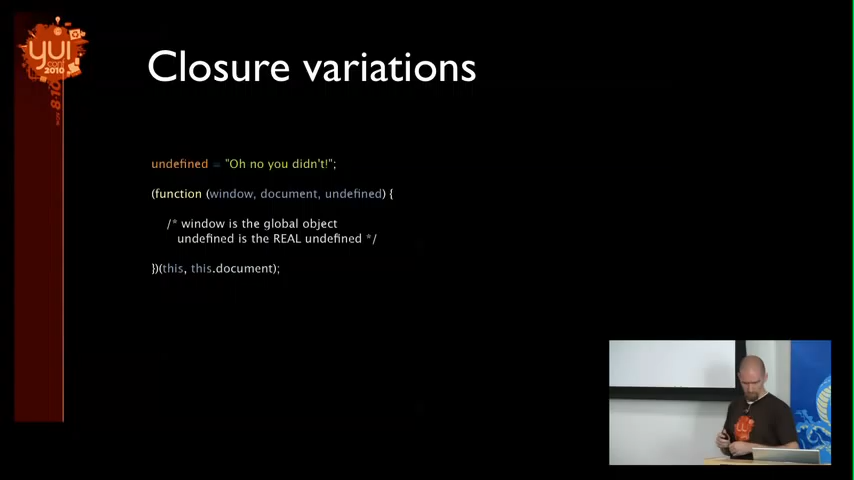 YUI
conf
2010
Closure variations
undefined = "Oh no you didn't!";
(function (window, document, undefined) {
/* window is the global object
undefined is the REAL undefined */
})(this, this.document);